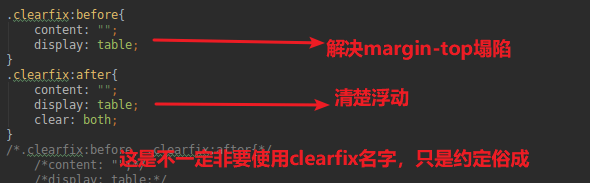 .clearfix:before{
content: "";
display: table;
解决margin-top塌陷
}
.clearfix:after{
content: "";
display: table;
清楚浮动
clear: both;
}
/*.clearfix:before, .clearfix:after{*/
这是不一定非要使用clearfix名字，只是约定俗成
/*content: "
/*display: table;*/